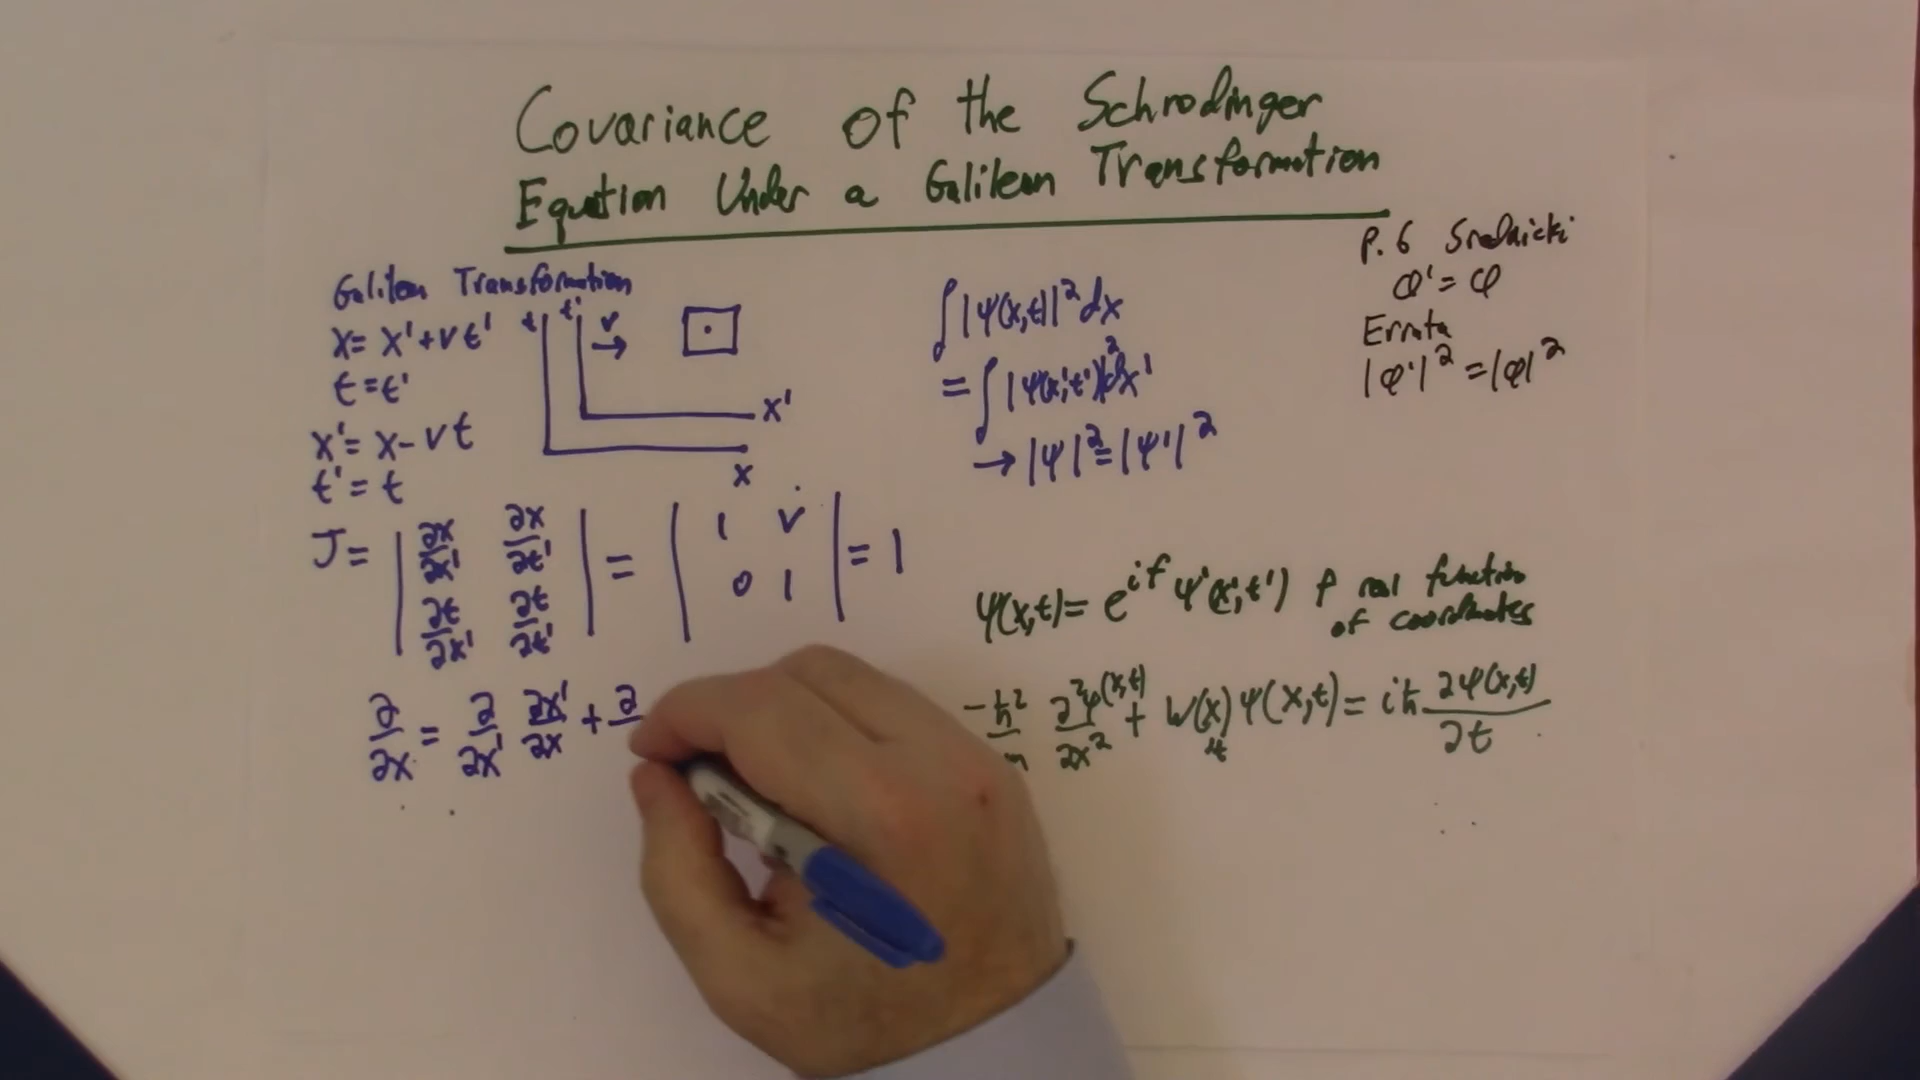 Covariance of the Schrodinger
Equation Under a Galilean Transformation
P. 6 Srednicki
φ' = φ
Errata
|φ'|² = |φ|²
Galilean Transformation
x = x' + vt'
t = t'
x' = x - vt
t' = t
t t' v
x'
x
∫|ψ(x,t)|² dx
= ∫|ψ(x',t')|² dx'
→ |ψ|² = |ψ'|²
J = | ∂x/∂x' ∂x/∂t' ; ∂t/∂x' ∂t/∂t' | = | 1 v ; 0 1 | = 1
ψ(x,t) = e^{if} ψ'(x',t') f real function
of coordinates
∂/∂x = ∂/∂x' ∂x'/∂x + ∂
-ħ²/m ∂²ψ(x,t)/∂x² + W(x) ψ(x,t) = iħ ∂ψ(x,t)/∂t